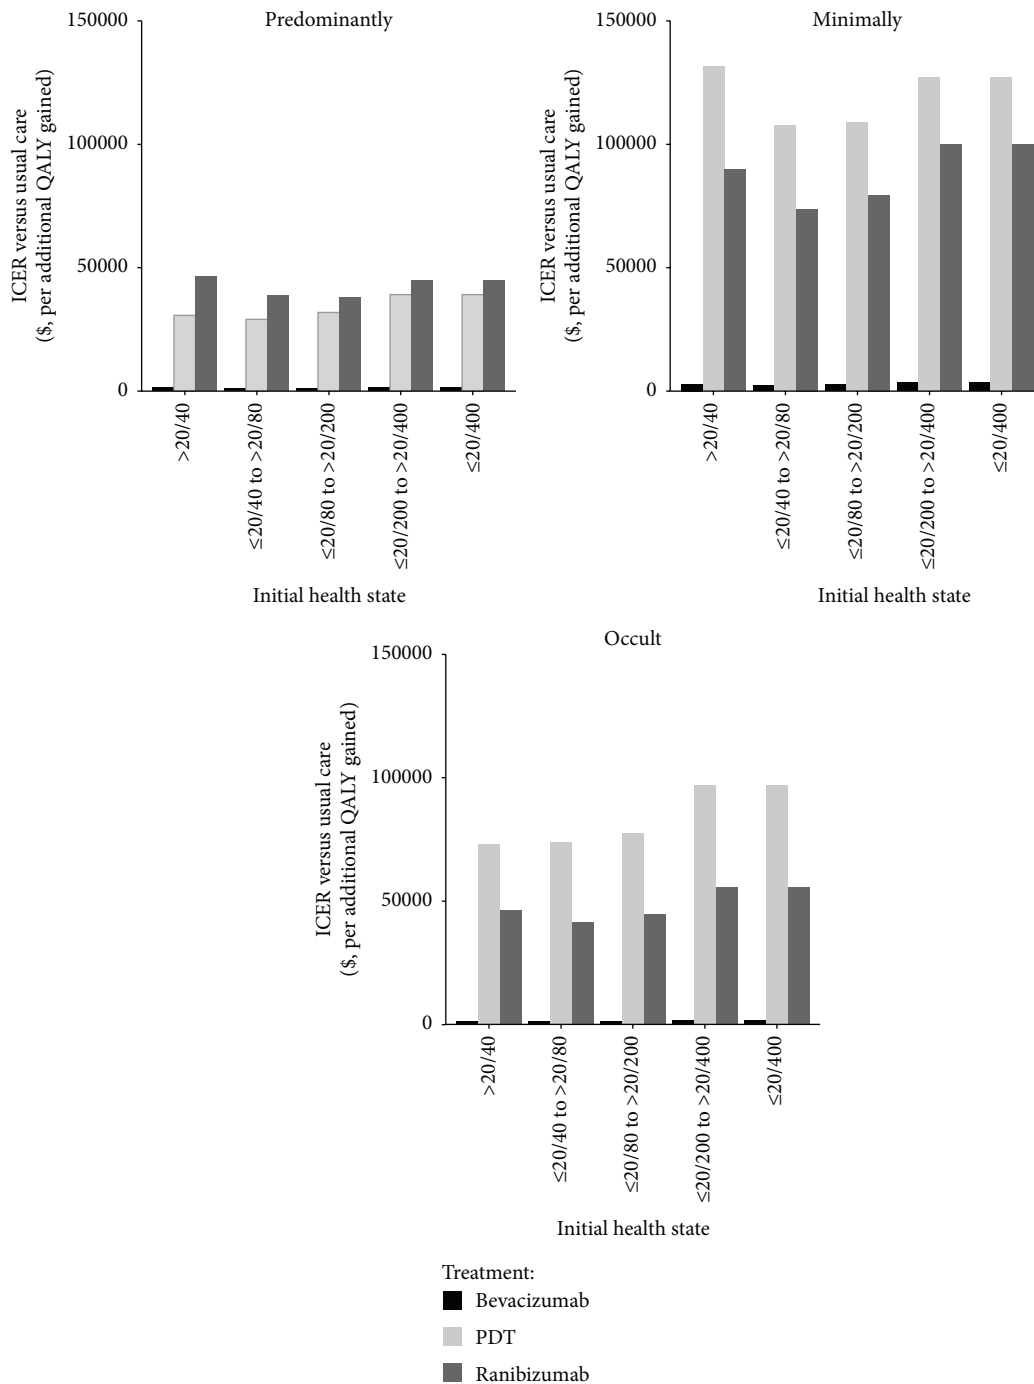 Predominantly
ICER versus usual care
($, per additional QALY gained)
150000
100000
50000
0
>20/40
≤20/40 to >20/80
≤20/80 to >20/200
≤20/200 to >20/400
≤20/400
Initial health state
Minimally
ICER versus usual care
($, per additional QALY gained)
150000
100000
50000
0
>20/40
≤20/40 to >20/80
≤20/80 to >20/200
≤20/200 to >20/400
≤20/400
Initial health state
Occult
ICER versus usual care
($, per additional QALY gained)
150000
100000
50000
0
>20/40
≤20/40 to >20/80
≤20/80 to >20/200
≤20/200 to >20/400
≤20/400
Initial health state
Treatment:
Bevacizumab
PDT
Ranibizumab